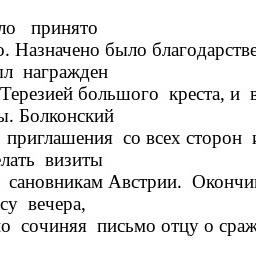 ло принято
о. Назначено было благодарстве
ыл награжден
Терезией большого креста, и в
ы. Болконский
приглашения со всех сторон и
елать визиты
сановникам Австрии. Окончи
су вечера,
о сочиняя письмо отцу о сраж